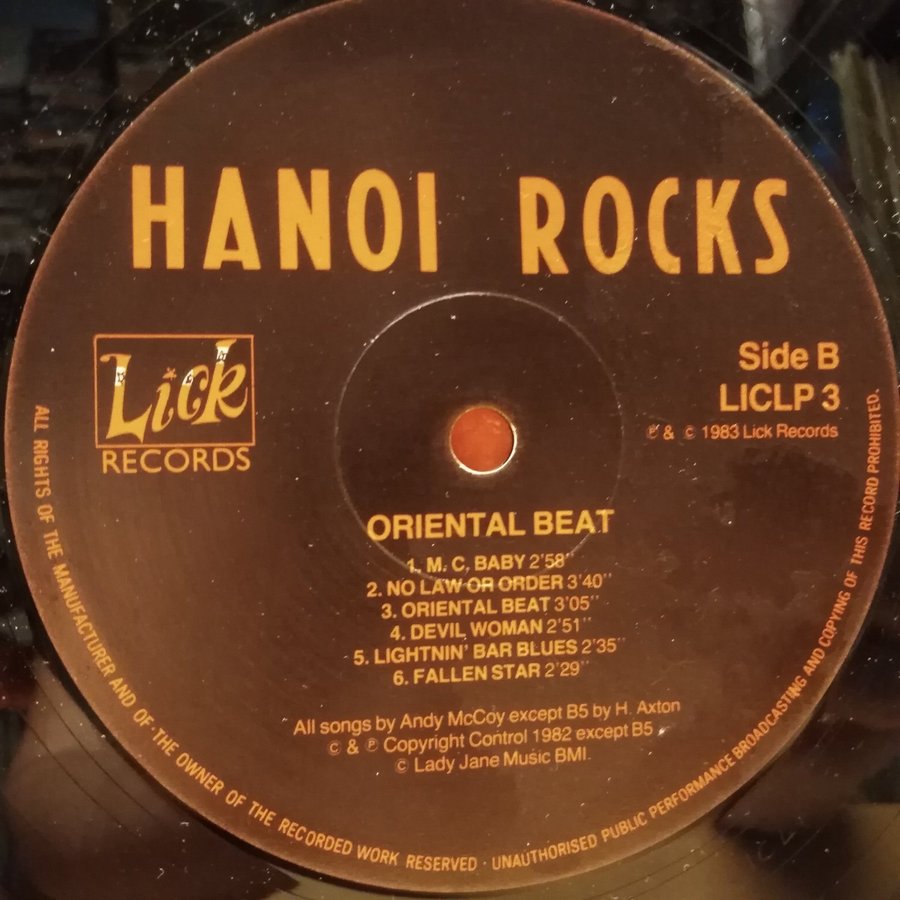 HANOI ROCKS
Lick
RECORDS
Side B
LICLP 3
℗ & © 1983 Lick Records
ORIENTAL BEAT
1. M. C. BABY 2'58''
2. NO LAW OR ORDER 3'40''
3. ORIENTAL BEAT 3'05''
4. DEVIL WOMAN 2'51''
5. LIGHTNIN' BAR BLUES 2'35''
6. FALLEN STAR 2'29''
All songs by Andy McCoy except B5 by H. Axton
© & ℗ Copyright Control 1982 except B5
© Lady Jane Music BMI.
ALL RIGHTS OF THE MANUFACTURER AND OF · THE OWNER OF THE RECORDED WORK RESERVED · UNAUTHORISED PUBLIC PERFORMANCE BROADCASTING AND COPYING OF THIS RECORD PROHIBITED.